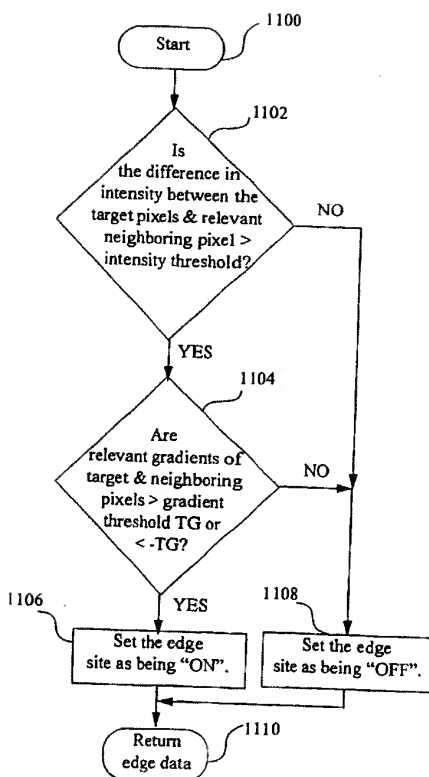 Start
1100
1102
Is
the difference in
intensity between the
target pixels & relevant
neighboring pixel >
intensity threshold?
NO
YES
1104
Are
relevant gradients of
target & neighboring
pixels > gradient
threshold TG or
< -TG?
NO
YES
1106
Set the edge
site as being "ON".
1108
Set the edge
site as being "OFF".
Return
edge data
1110